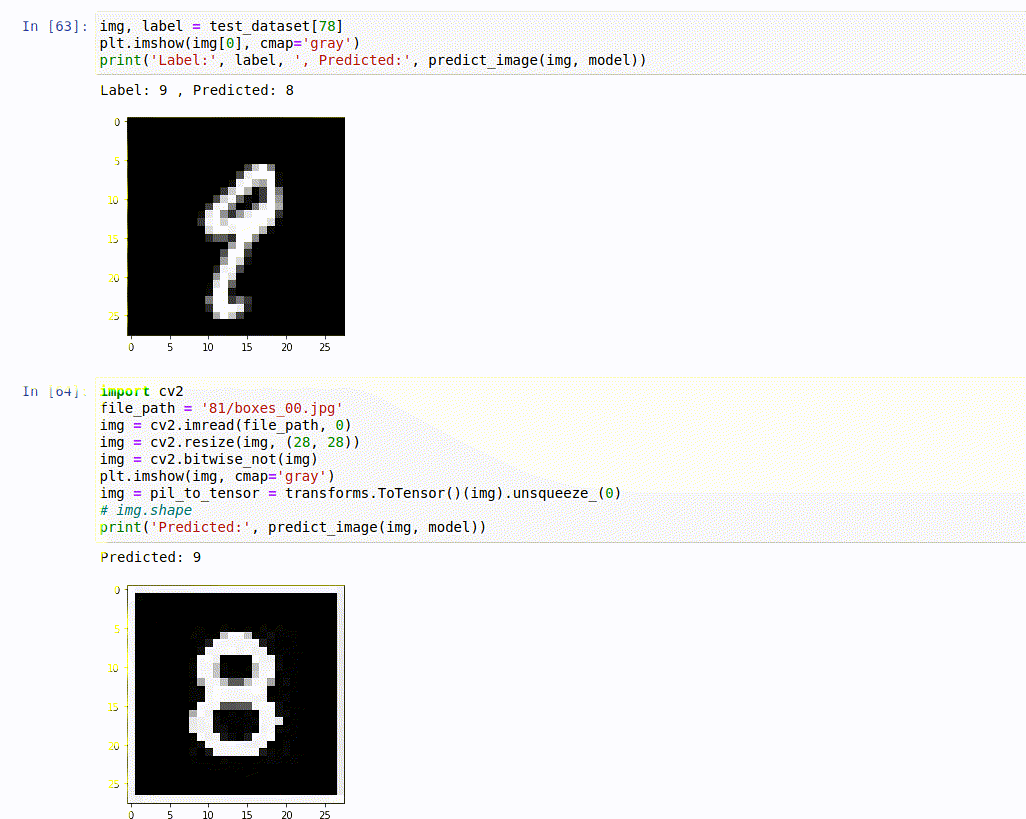 In [63]: img, label = test_dataset[78]
plt.imshow(img[0], cmap='gray')
print('Label:', label, ', Predicted:', predict_image(img, model))
Label: 9 , Predicted: 8
0
5
10
15
20
25
0 5 10 15 20 25
In [64]: import cv2
file_path = '81/boxes_00.jpg'
img = cv2.imread(file_path, 0)
img = cv2.resize(img, (28, 28))
img = cv2.bitwise_not(img)
plt.imshow(img, cmap='gray')
img = pil_to_tensor = transforms.ToTensor()(img).unsqueeze_(0)
# img.shape
print('Predicted:', predict_image(img, model))
Predicted: 9
0
5
10
15
20
25
8
0 5 10 15 20 25